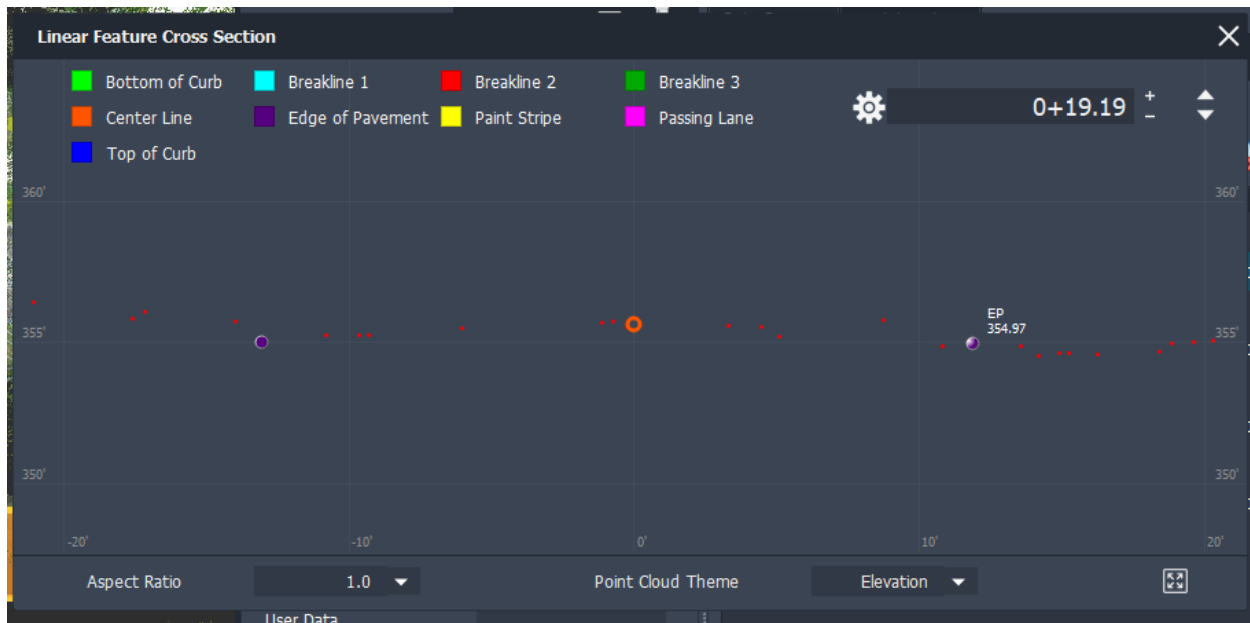 Linear Feature Cross Section
Bottom of Curb Breakline 1 Breakline 2 Breakline 3
Center Line Edge of Pavement Paint Stripe Passing Lane
Top of Curb
0+19.19 + −
360' 360'
EP
354.97
355' 355'
350' 350'
-20' -10' 0' 10' 20'
Aspect Ratio 1.0 Point Cloud Theme Elevation
User Data